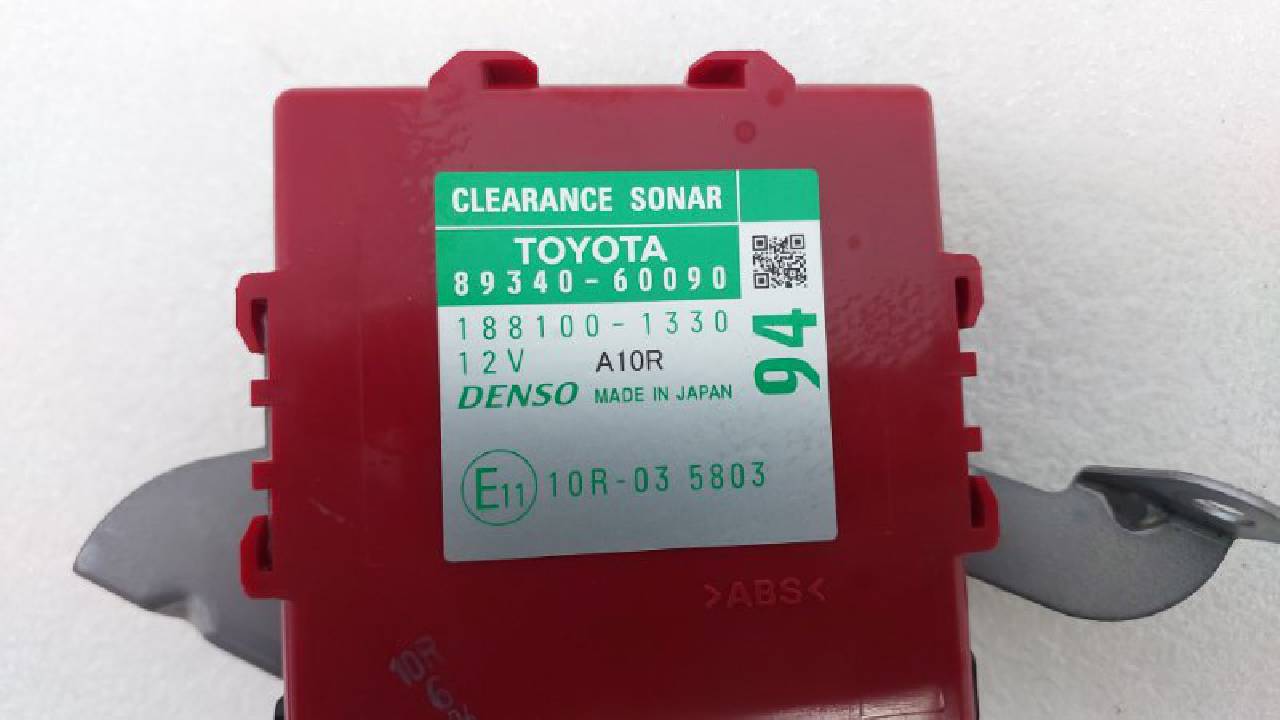 CLEARANCE SONAR
TOYOTA
89340-60090
188100-1330
12V A10R
94
DENSO MADE IN JAPAN
E11 10R-03 5803
>ABS<